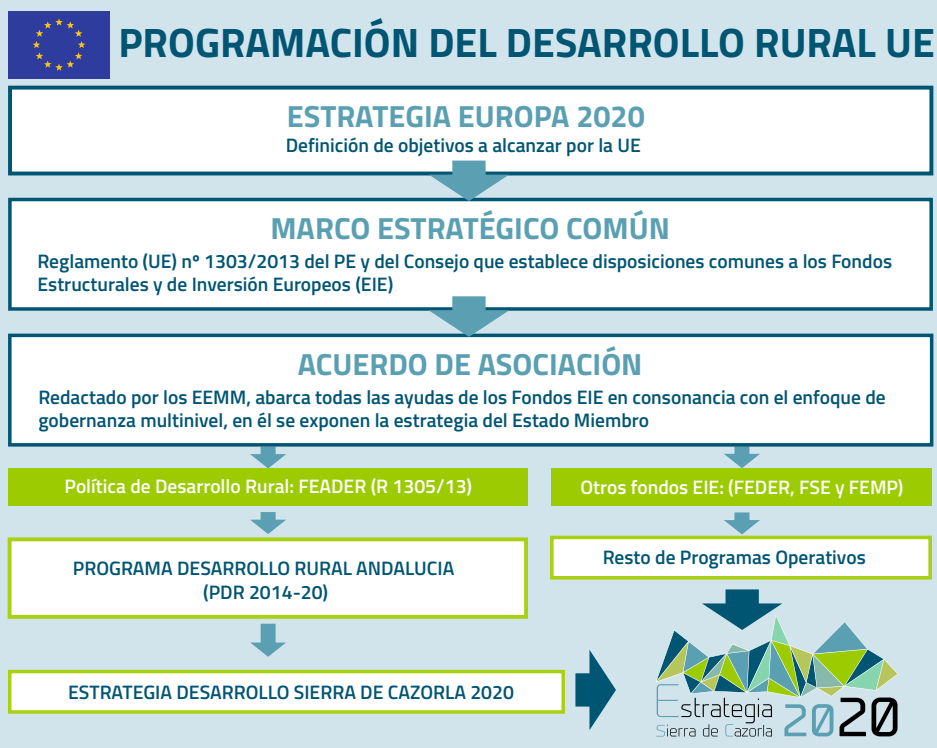 PROGRAMACIÓN DEL DESARROLLO RURAL UE
ESTRATEGIA EUROPA 2020
Definición de objetivos a alcanzar por la UE
MARCO ESTRATÉGICO COMÚN
Reglamento (UE) nº 1303/2013 del PE y del Consejo que establece disposiciones comunes a los Fondos
Estructurales y de Inversión Europeos (EIE)
ACUERDO DE ASOCIACIÓN
Redactado por los EEMM, abarca todas las ayudas de los Fondos EIE en consonancia con el enfoque de
gobernanza multinivel, en él se exponen la estrategia del Estado Miembro
Política de Desarrollo Rural: FEADER (R 1305/13)
Otros fondos EIE: (FEDER, FSE y FEMP)
PROGRAMA DESARROLLO RURAL ANDALUCIA
(PDR 2014-20)
Resto de Programas Operativos
ESTRATEGIA DESARROLLO SIERRA DE CAZORLA 2020
Estrategia
Sierra de Cazorla
2020